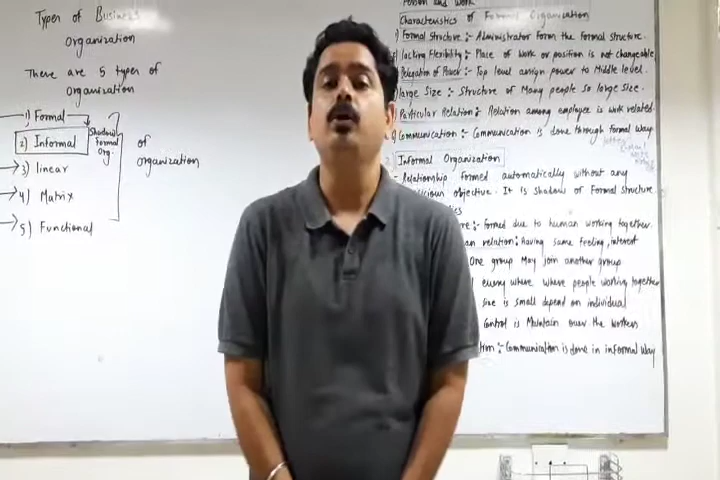 Types of Business
Organization
There are 5 types of
organization
1) Formal
2) Informal
Shadow
Formal
Org.
3) linear
4) Matrix
5) Functional
of
organization
Person and Work
Characteristics of Formal Organisation
1) Formal Structure :- Administrator form the formal structure.
lacking Flexibility :- Place of work or position is not changeable
Delegation of Power :- Top level assign power to Middle level.
large Size :- Structure of Many people so large size.
Particular Relation :- Relation among employee is work related.
Communication :- Communication is done through formal way
letter
E-mail
Informal Organization
- Relationship formed automatically without any
objective. It is shadow of Formal structure.
:- formed due to human working together.
relation : Having same feeling, interest
One group May join another group
every where where people working together
size is small depend on individual
Control is Maintain over the workers
:- Communication is done in informal way